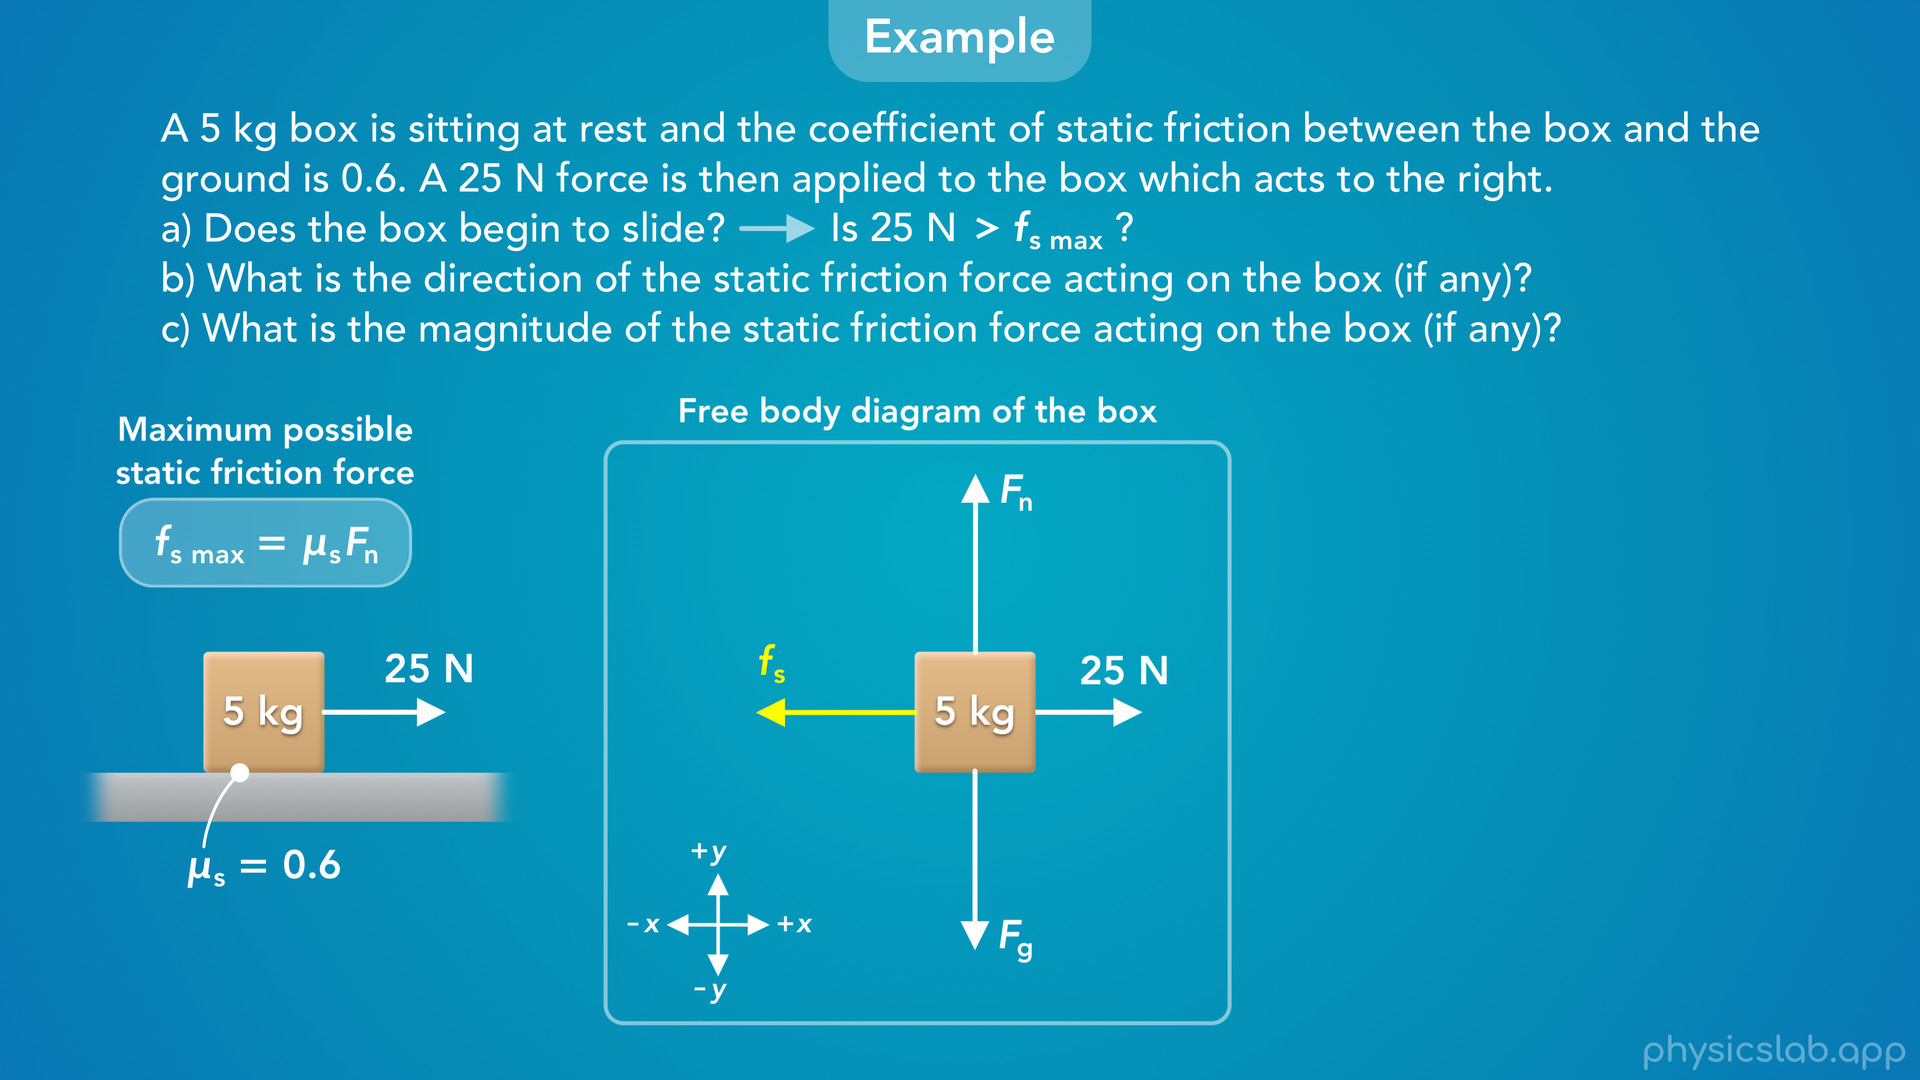 Example
A 5 kg box is sitting at rest and the coefficient of static friction between the box and the
ground is 0.6. A 25 N force is then applied to the box which acts to the right.
a) Does the box begin to slide? → Is 25 N > fs max ?
b) What is the direction of the static friction force acting on the box (if any)?
c) What is the magnitude of the static friction force acting on the box (if any)?
Maximum possible
static friction force
fs max = μsFn
5 kg
25 N
μs = 0.6
Free body diagram of the box
Fn
fs
5 kg
25 N
Fg
+y
-x
+x
-y
physicslab.app